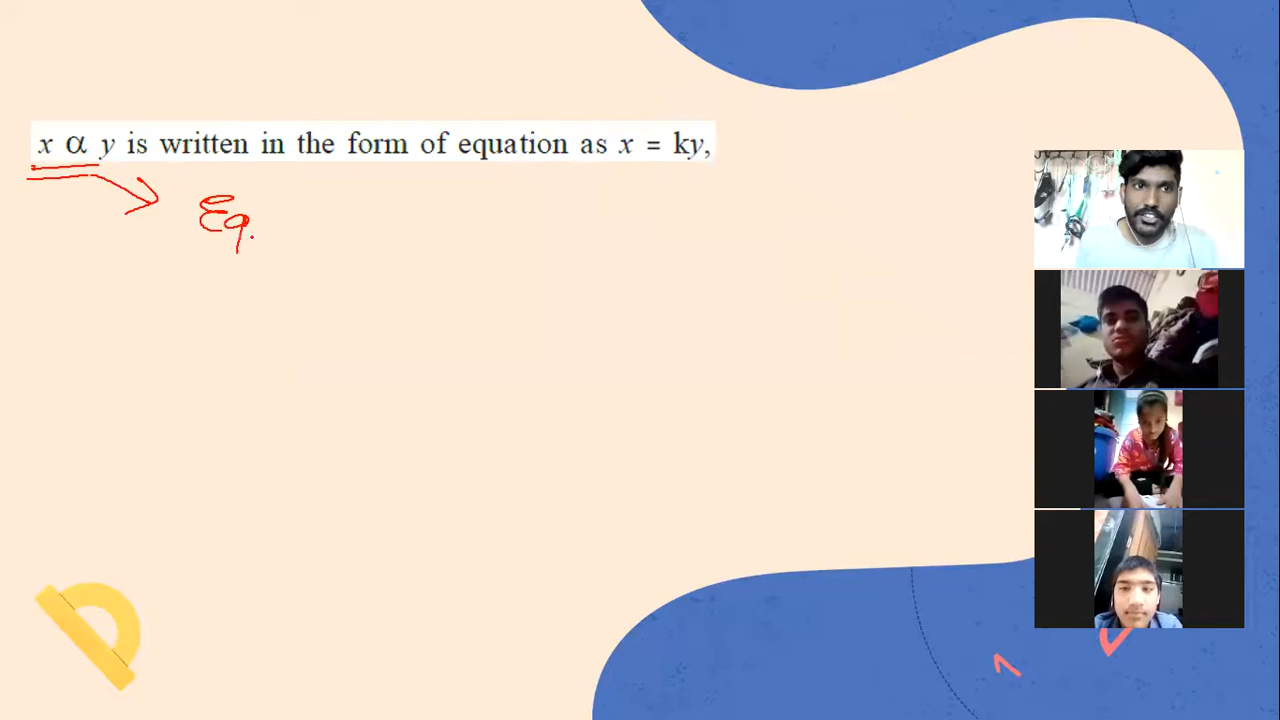 x α y is written in the form of equation as x = ky,
Eq.